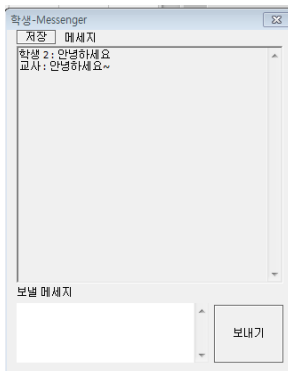 학생-Messenger
저장 메세지
학생 2 : 안녕하세요
교사 : 안녕하세요~
보낼 메세지
보내기